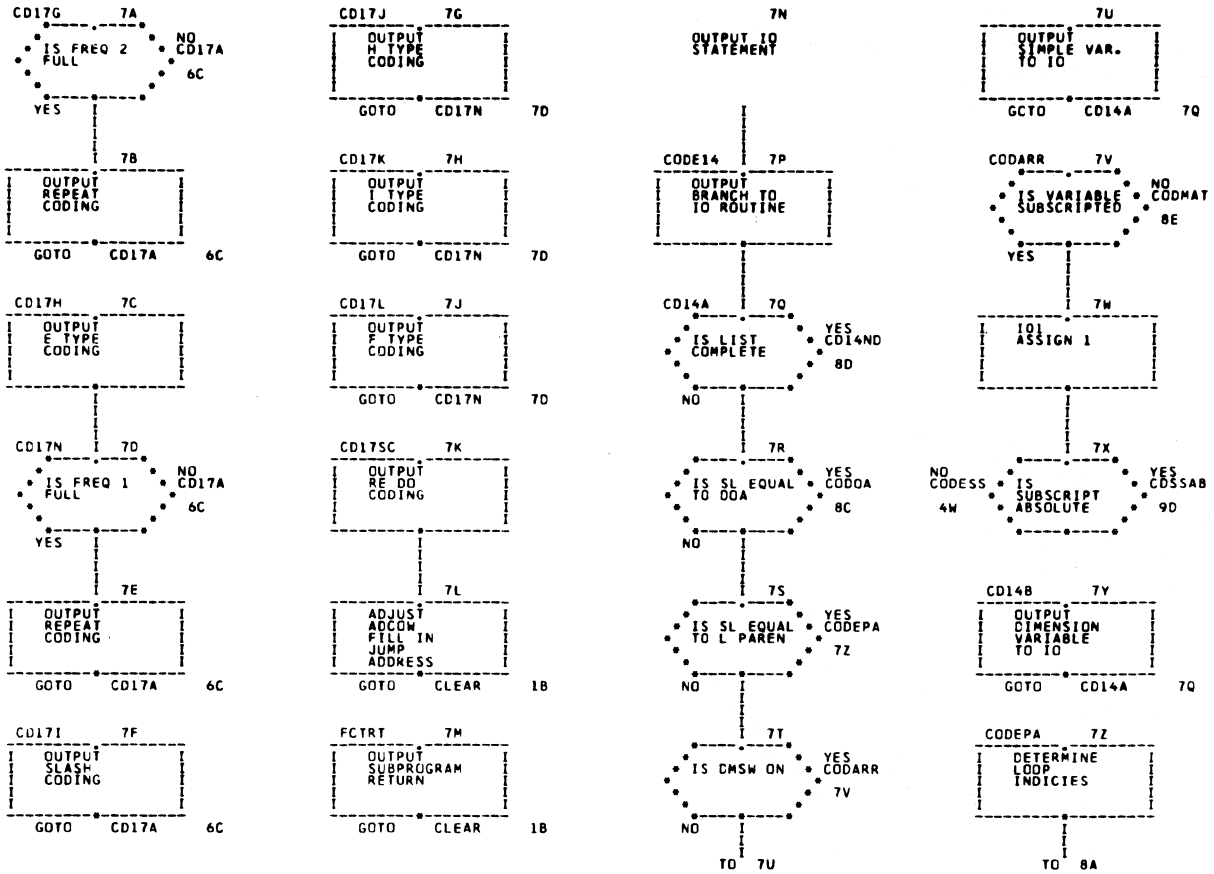 CD17G 7A
IS FREQ 2
FULL
NO
CD17A
6C
YES
7B
OUTPUT
REPEAT
CODING
GOTO CD17A 6C
CD17H 7C
OUTPUT
E TYPE
CODING
CD17N 7D
IS FREQ 1
FULL
NO
CD17A
6C
YES
7E
OUTPUT
REPEAT
CODING
GOTO CD17A 6C
CD17I 7F
OUTPUT
SLASH
CODING
GOTO CD17A 6C
CD17J 7G
OUTPUT
H TYPE
CODING
GOTO CD17N 7D
CD17K 7H
OUTPUT
I TYPE
CODING
GOTO CD17N 7D
CD17L 7J
OUTPUT
F TYPE
CODING
GOTO CD17N 7D
CD17SC 7K
OUTPUT
RE DO
CODING
7L
ADJUST
ADCOW
FILL IN
JUMP
ADDRESS
GOTO CLEAR 1B
FCTRT 7M
OUTPUT
SUBPROGRAM
RETURN
GOTO CLEAR 1B
7N
OUTPUT IO
STATEMENT
CODE14 7P
OUTPUT
BRANCH TO
IO ROUTINE
CD14A 7Q
IS LIST
COMPLETE
YES
CD14ND
8D
NO
7R
IS SL EQUAL
TO DOA
YES
CODOA
8C
NO
7S
IS SL EQUAL
TO L PAREN
YES
CODEPA
7Z
NO
7T
IS DMSW ON
YES
CODARR
7V
NO
TO 7U
7U
OUTPUT
SIMPLE VAR.
TO IO
GOTO CD14A 7Q
CODARR 7V
IS VARIABLE
SUBSCRIPTED
NO
CODMAT
8E
YES
7W
IO1
ASSIGN 1
7X
IS
SUBSCRIPT
ABSOLUTE
NO
CODESS
4W
YES
CDSSAB
9D
CD14B 7Y
OUTPUT
DIMENSION
VARIABLE
TO IO
GOTO CD14A 7Q
CODEPA 7Z
DETERMINE
LOOP
INDICIES
TO 8A